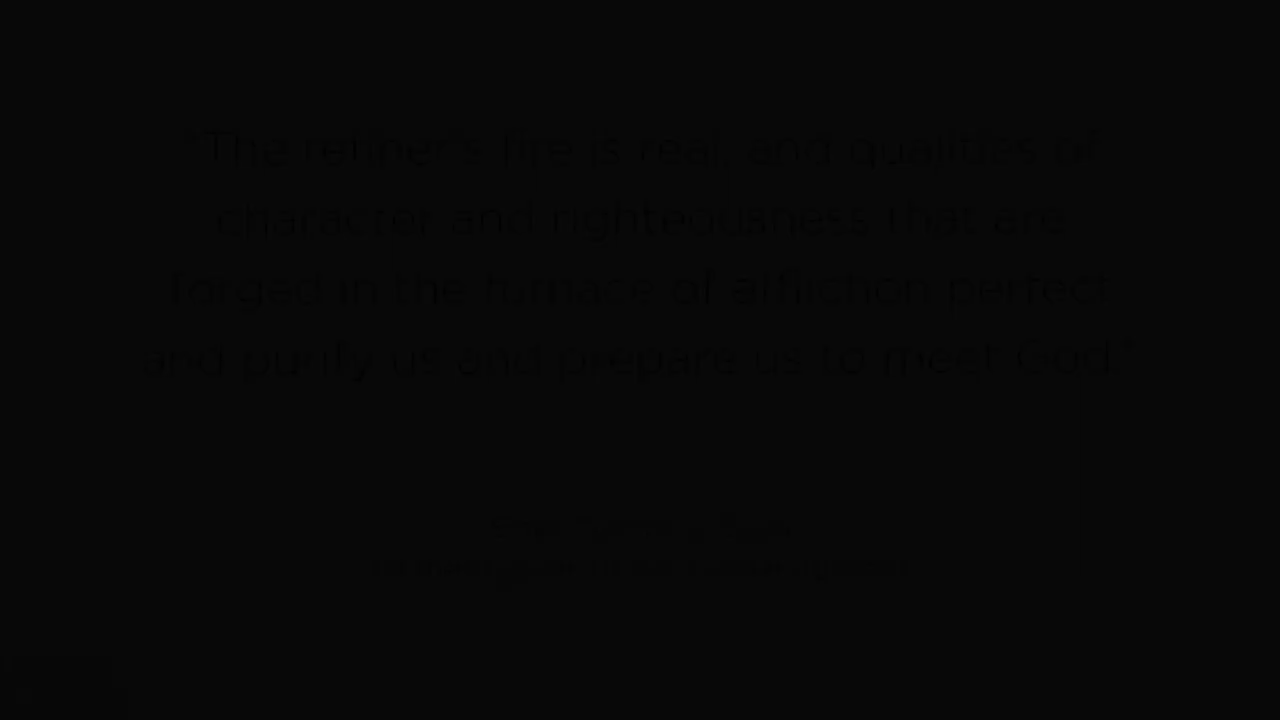 "The refiner's fire is real, and qualities of
character and righteousness that are
forged in the furnace of affliction perfect
and purify us and prepare us to meet God."